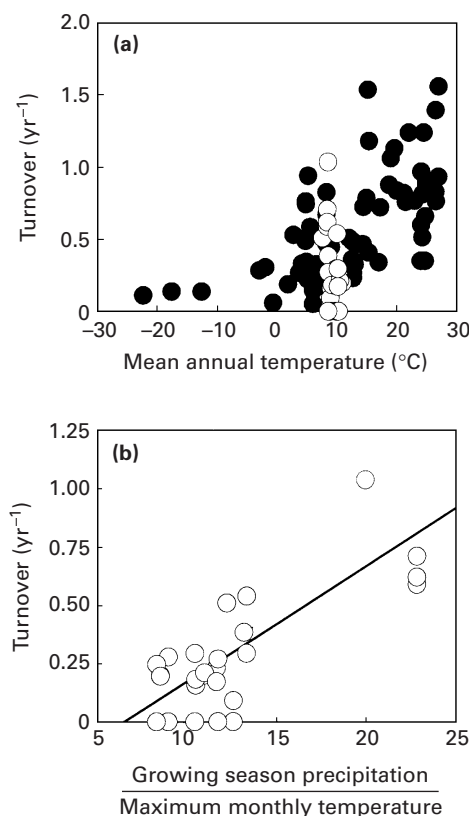 (a)
2.0
1.5
1.0
0.5
0
Turnover (yr⁻¹)
−30 −20 −10 0 10 20 30
Mean annual temperature (°C)
(b)
1.25
1.00
0.75
0.50
0.25
0
Turnover (yr⁻¹)
5 10 15 20 25
Growing season precipitation
Maximum monthly temperature